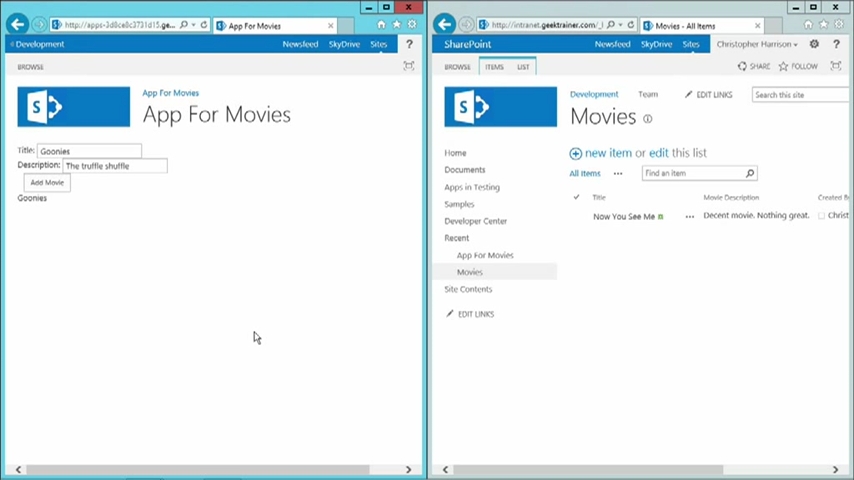 http://apps-3d8ce8c3731d15.ge...
App For Movies
Development
Newsfeed SkyDrive Sites ?
BROWSE
S
App For Movies
App For Movies
Title: Goonies
Description: The truffle shuffle
Add Movie
Goonies
http://intranet.geektrainer.com/_l
Movies - All Items
SharePoint
Newsfeed SkyDrive Sites
Christopher Harrison
?
BROWSE ITEMS LIST
SHARE FOLLOW
S
Development Team
EDIT LINKS
Search this site
Movies
Home
Documents
Apps in Testing
Samples
Developer Center
Recent
App For Movies
Movies
Site Contents
EDIT LINKS
new item or edit this list
All Items ... Find an item
Title Movie Description Created B
Now You See Me ... Decent movie. Nothing great. Christ